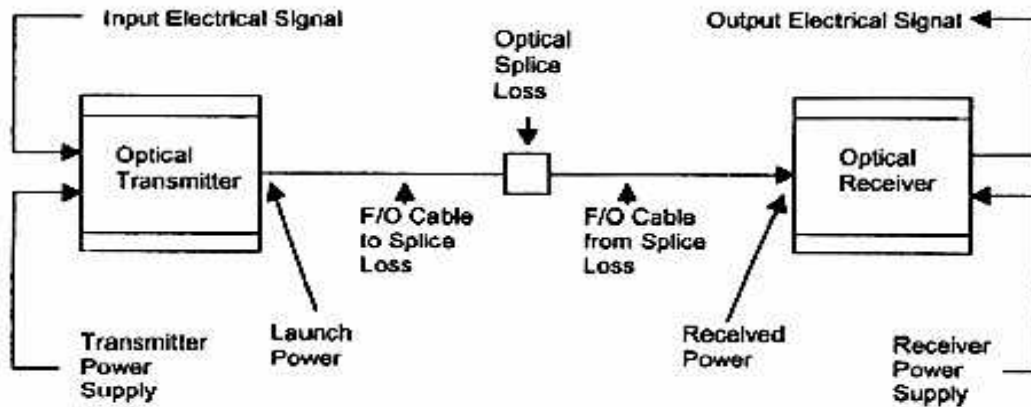 Input Electrical Signal
Output Electrical Signal
Optical
Splice
Loss
Optical
Transmitter
Optical
Receiver
F/O Cable
to Splice
Loss
F/O Cable
from Splice
Loss
Transmitter
Power
Supply
Launch
Power
Received
Power
Receiver
Power
Supply